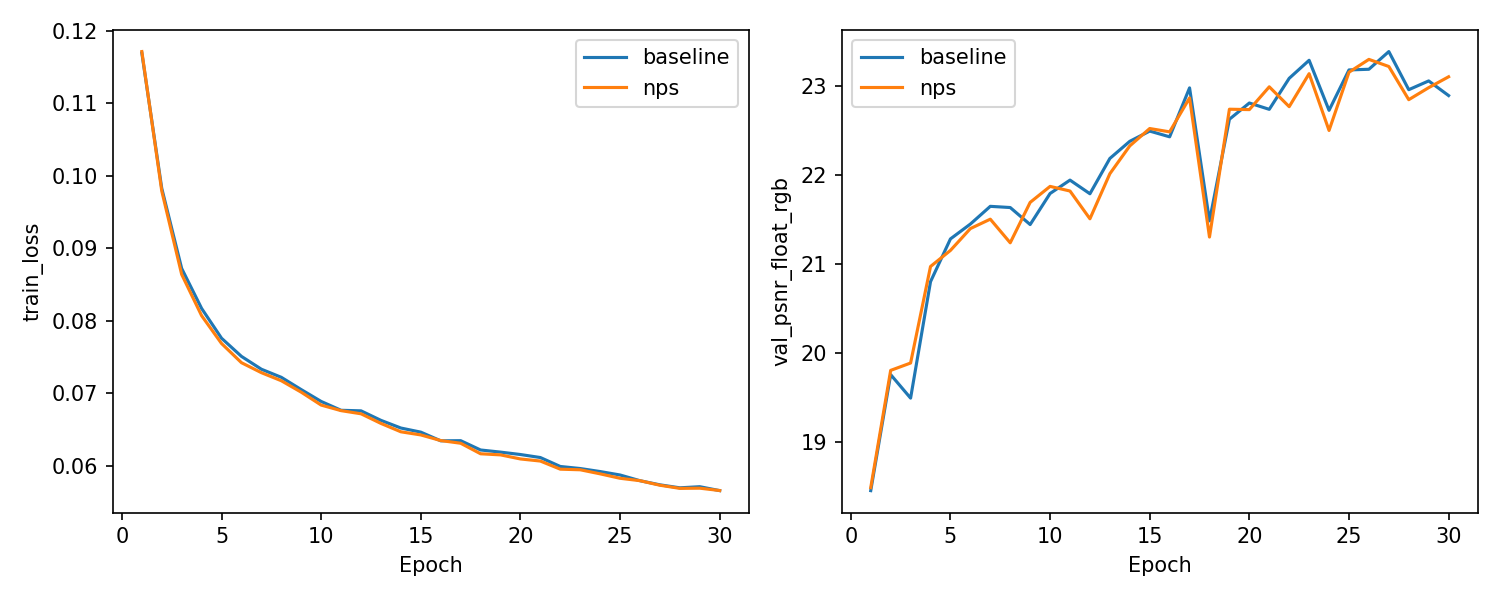 train_loss
0.12
0.11
0.10
0.09
0.08
0.07
0.06
baseline
nps
0 5 10 15 20 25 30
Epoch
val_psnr_float_rgb
23
22
21
20
19
baseline
nps
0 5 10 15 20 25 30
Epoch